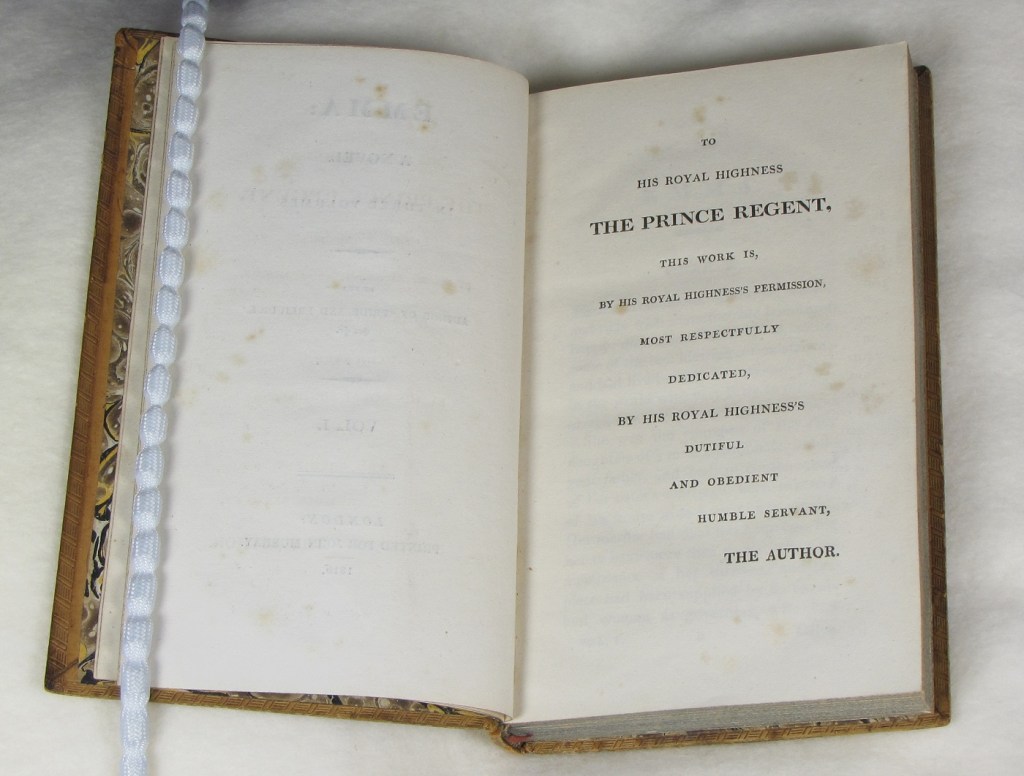 TO
HIS ROYAL HIGHNESS
THE PRINCE REGENT,
THIS WORK IS,
BY HIS ROYAL HIGHNESS'S PERMISSION,
MOST RESPECTFULLY
DEDICATED,
BY HIS ROYAL HIGHNESS'S
DUTIFUL
AND OBEDIENT
HUMBLE SERVANT,
THE AUTHOR.